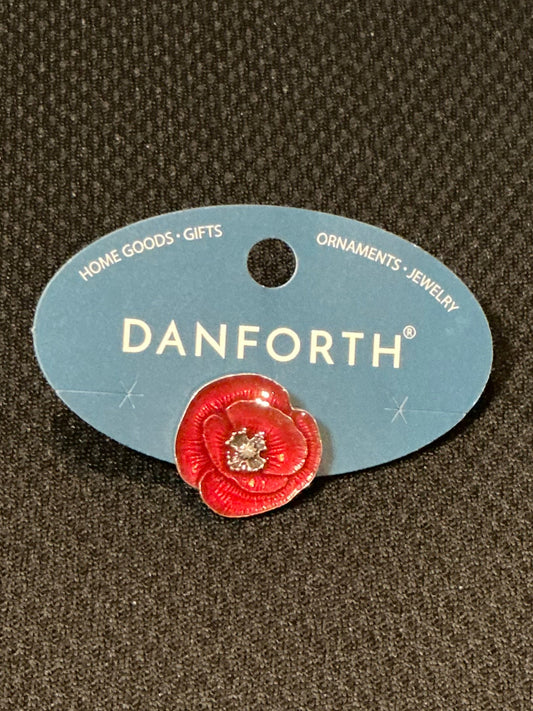 HOME GOODS • GIFTS
ORNAMENTS • JEWELRY
DANFORTH®